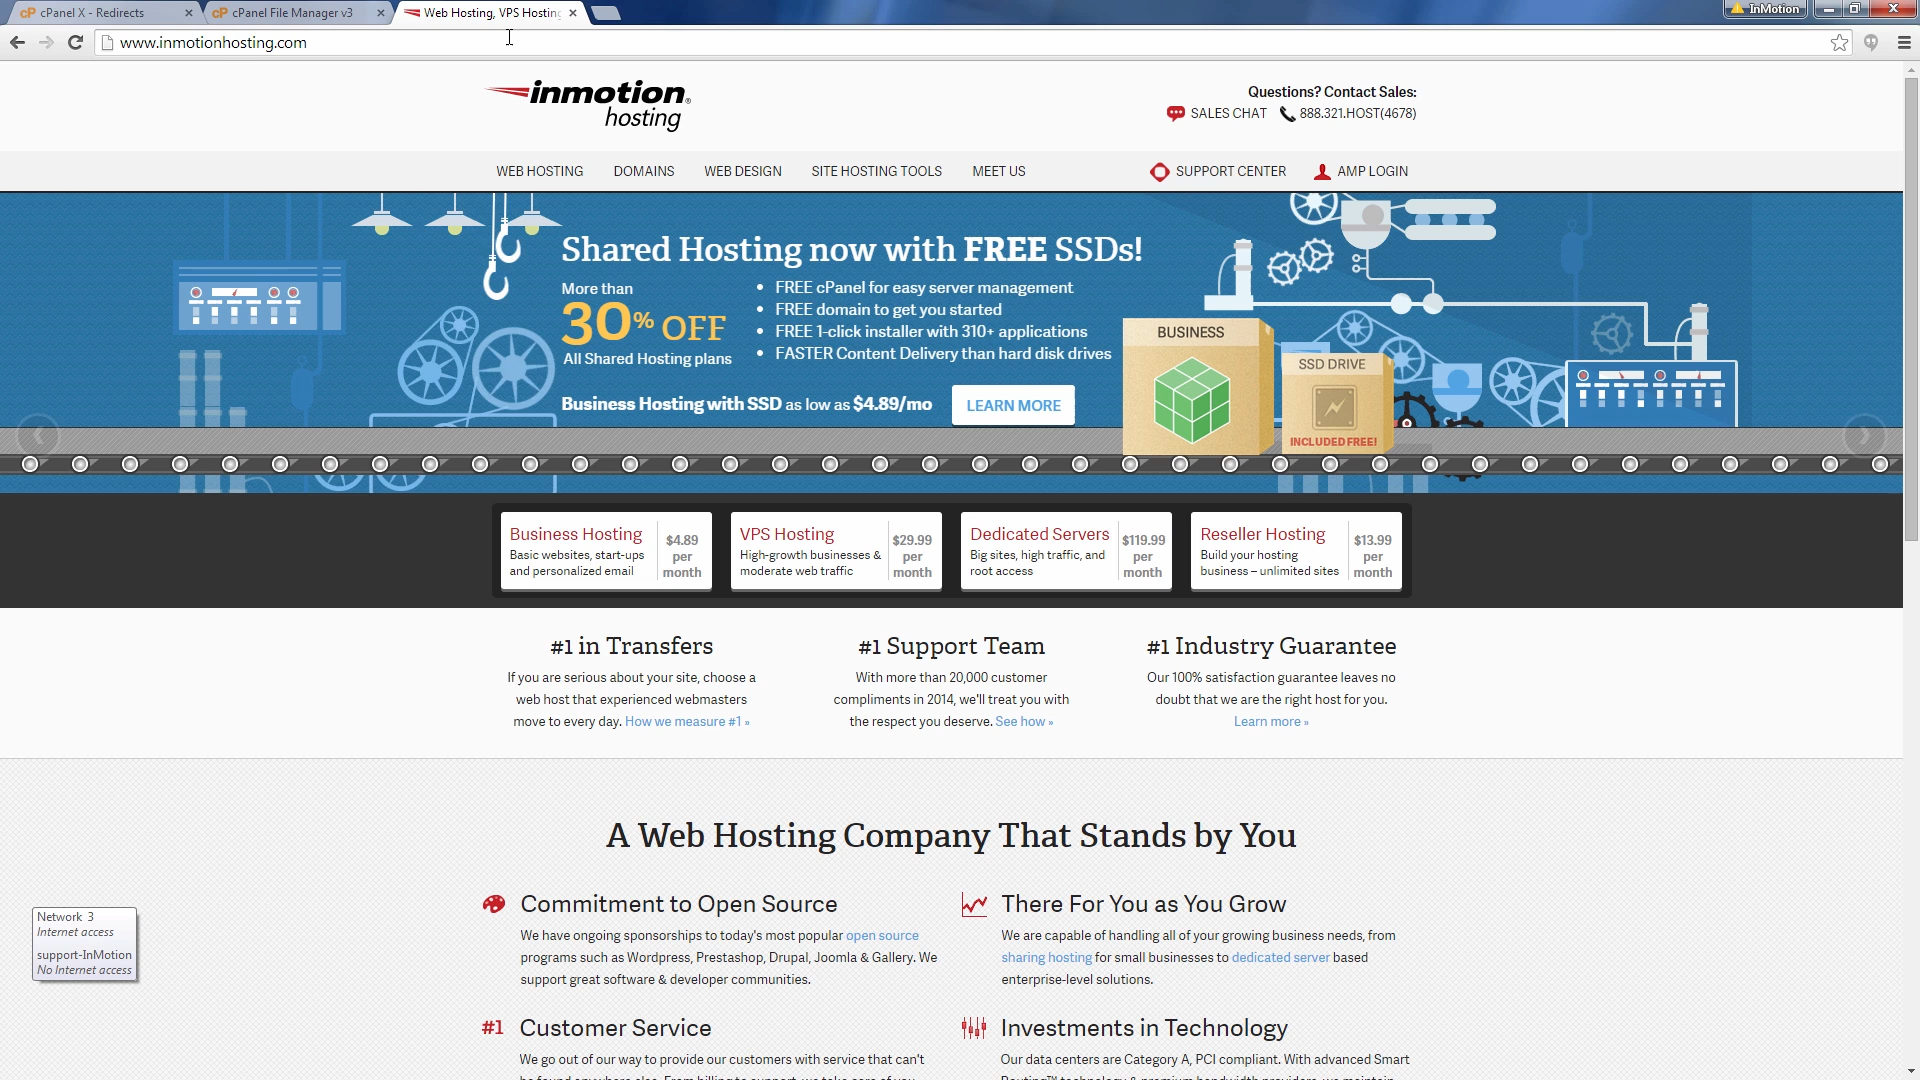 cPanel X - Redirects
cPanel File Manager v3
Web Hosting, VPS Hosting
InMotion
www.inmotionhosting.com
inmotion®
hosting
Questions? Contact Sales:
SALES CHAT
888.321.HOST(4678)
WEB HOSTING
DOMAINS
WEB DESIGN
SITE HOSTING TOOLS
MEET US
SUPPORT CENTER
AMP LOGIN
Shared Hosting now with FREE SSDs!
More than
30% OFF
All Shared Hosting plans
• FREE cPanel for easy server management
• FREE domain to get you started
• FREE 1-click installer with 310+ applications
• FASTER Content Delivery than hard disk drives
Business Hosting with SSD as low as $4.89/mo
LEARN MORE
BUSINESS
SSD DRIVE
INCLUDED FREE!
Business Hosting
Basic websites, start-ups
and personalized email
$4.89
per
month
VPS Hosting
High-growth businesses &
moderate web traffic
$29.99
per
month
Dedicated Servers
Big sites, high traffic, and
root access
$119.99
per
month
Reseller Hosting
Build your hosting
business – unlimited sites
$13.99
per
month
#1 in Transfers
If you are serious about your site, choose a
web host that experienced webmasters
move to every day. How we measure #1 »
#1 Support Team
With more than 20,000 customer
compliments in 2014, we'll treat you with
the respect you deserve. See how »
#1 Industry Guarantee
Our 100% satisfaction guarantee leaves no
doubt that we are the right host for you.
Learn more »
A Web Hosting Company That Stands by You
Commitment to Open Source
We have ongoing sponsorships to today's most popular open source
programs such as Wordpress, Prestashop, Drupal, Joomla & Gallery. We
support great software & developer communities.
There For You as You Grow
We are capable of handling all of your growing business needs, from
sharing hosting for small businesses to dedicated server based
enterprise-level solutions.
Network 3
Internet access
support-InMotion
No Internet access
#1 Customer Service
We go out of our way to provide our customers with service that can't
Investments in Technology
Our data centers are Category A, PCI compliant. With advanced Smart